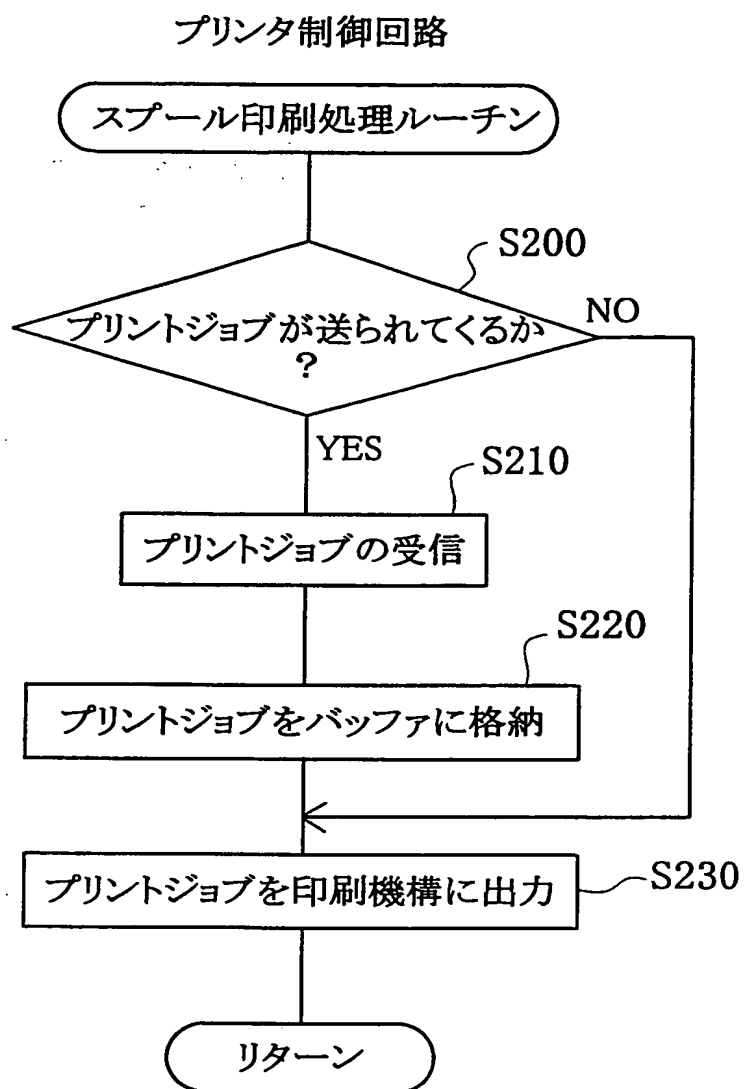 プリンタ制御回路
スプール印刷処理ルーチン
S200
プリントジョブが送られてくるか
?
NO
YES
S210
プリントジョブの受信
S220
プリントジョブをバッファに格納
プリントジョブを印刷機構に出力
S230
リターン